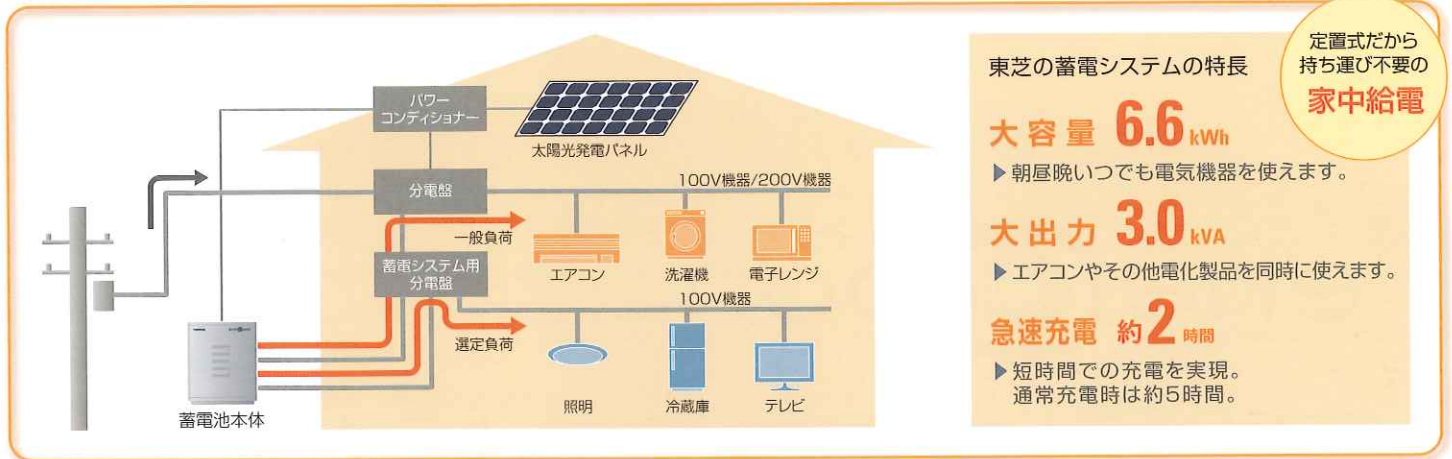 パワー
コンディショナー
太陽光発電パネル
分電盤
100V機器/200V機器
一般負荷
エアコン
洗濯機
電子レンジ
蓄電システム用
分電盤
100V機器
選定負荷
照明
冷蔵庫
テレビ
蓄電池本体
定置式だから
持ち運び不要の
家中給電
東芝の蓄電システムの特長
大容量 6.6 kWh
▶朝昼晩いつでも電気機器を使えます。
大出力 3.0 kVA
▶エアコンやその他電化製品を同時に使えます。
急速充電 約2時間
▶短時間での充電を実現。
通常充電時は約5時間。